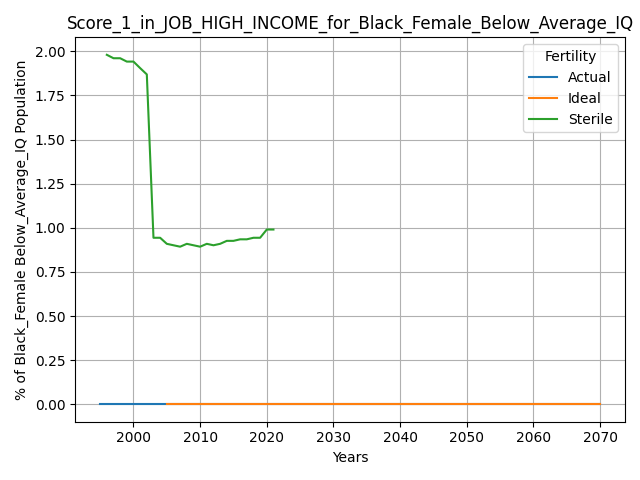 Score_1_in_JOB_HIGH_INCOME_for_Black_Female_Below_Average_IQ
% of Black_Female Below_Average_IQ Population
2.00
1.75
1.50
1.25
1.00
0.75
0.50
0.25
0.00
Fertility
Actual
Ideal
Sterile
2000 2010 2020 2030 2040 2050 2060 2070
Years